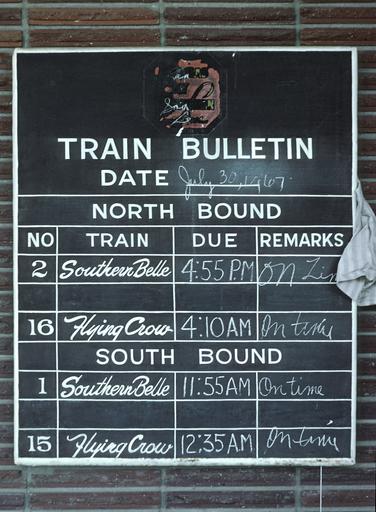 TRAIN BULLETIN
DATE July 30, 1967.
NORTH BOUND
NO TRAIN DUE REMARKS
2 Southern Belle 4:55 P.M. On
16 Flying Crow 4:10 AM On time
SOUTH BOUND
1 Southern Belle 11:55 AM On time
15 Flying Crow 12:35 AM On time